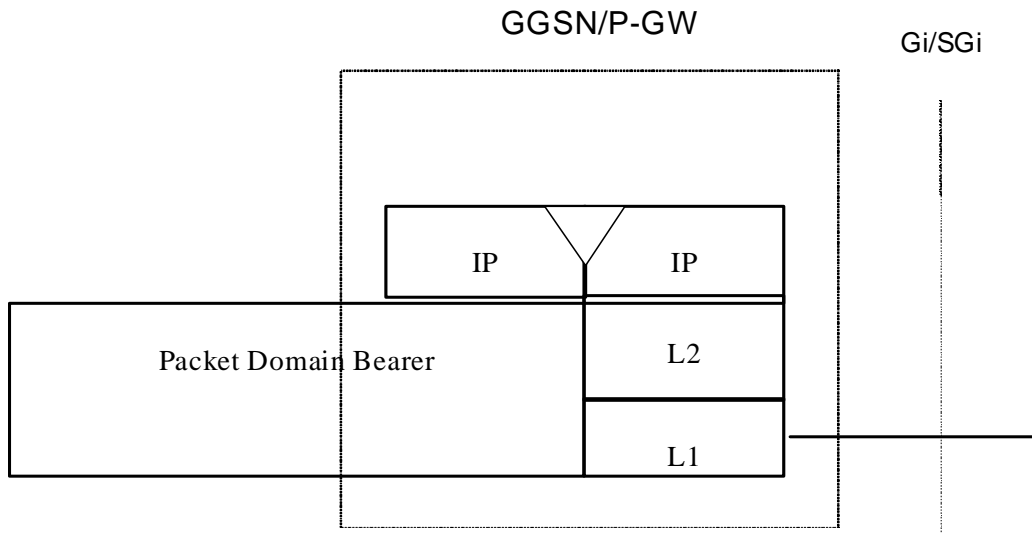 GGSN/P-GW
Gi/SGi
IP
IP
Packet Domain Bearer
L2
L1